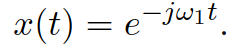 x(t) = e^{-jω_1 t}.